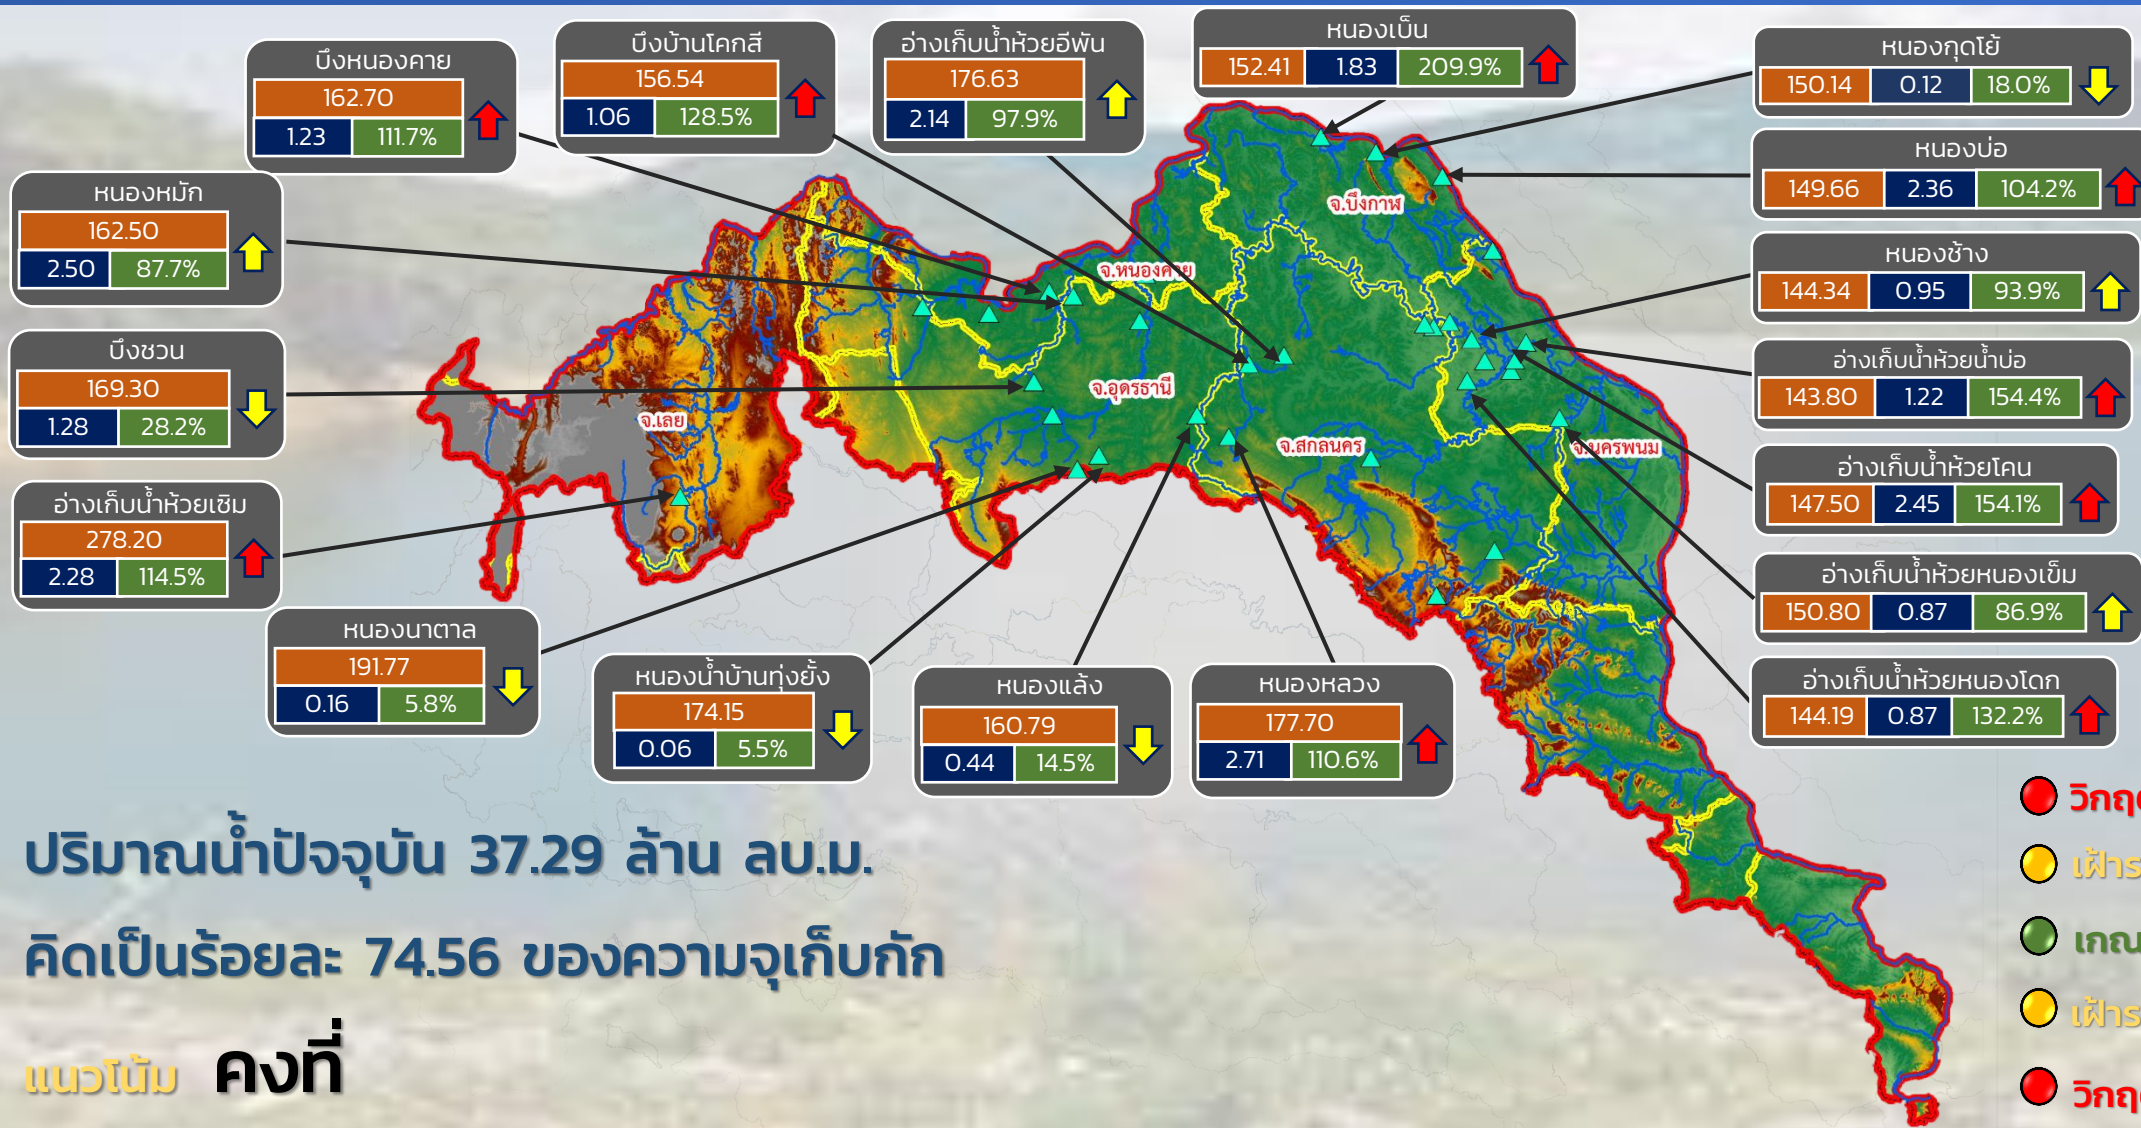 บึงหนองคาย
162.70
1.23 111.7%
บึงบ้านโคกสี
156.54
1.06 128.5%
อ่างเก็บน้ำห้วยอีพัน
176.63
2.14 97.9%
หนองเบ็น
152.41 1.83 209.9%
หนองกุดโย้
150.14 0.12 18.0%
หนองบ่อ
149.66 2.36 104.2%
หนองช้าง
144.34 0.95 93.9%
อ่างเก็บน้ำห้วยน้ำบ่อ
143.80 1.22 154.4%
อ่างเก็บน้ำห้วยโคน
147.50 2.45 154.1%
อ่างเก็บน้ำห้วยหนองเข็ม
150.80 0.87 86.9%
อ่างเก็บน้ำห้วยหนองโดก
144.19 0.87 132.2%
หนองหมัก
162.50
2.50 87.7%
บึงชวน
169.30
1.28 28.2%
อ่างเก็บน้ำห้วยเซิม
278.20
2.28 114.5%
หนองนาตาล
191.77
0.16 5.8%
หนองน้ำบ้านทุ่งยั้ง
174.15
0.06 5.5%
หนองแล้ง
160.79
0.44 14.5%
หนองหลวง
177.70
2.71 110.6%
จ.บึงกาฬ
จ.หนองคาย
จ.อุดรธานี
จ.เลย
จ.สกลนคร
จ.นครพนม
ปริมาณน้ำปัจจุบัน 37.29 ล้าน ลบ.ม.
คิดเป็นร้อยละ 74.56 ของความจุเก็บกัก
แนวโน้ม คงที่